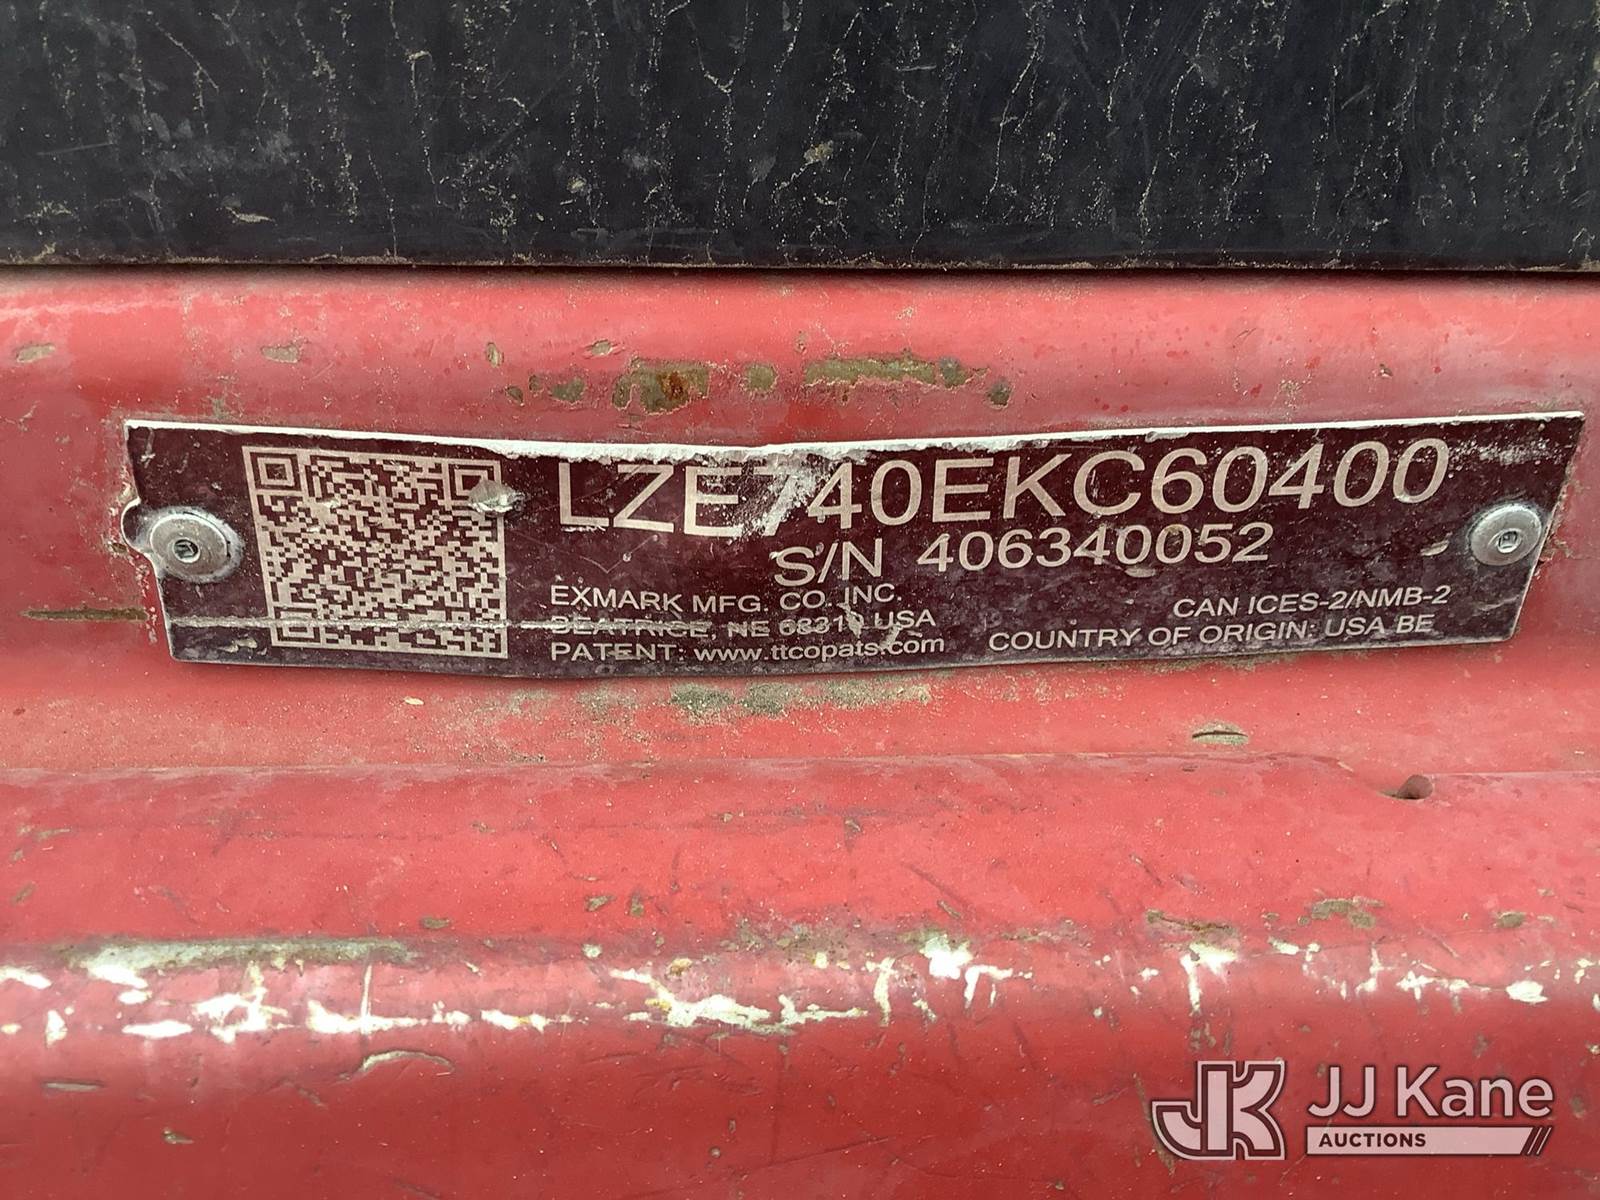 LZE740EKC60400
S/N 406340052
EXMARK MFG. CO. INC.
BEATRICE, NE 68310 USA
PATENT: www.ttcopats.com
CAN ICES-2/NMB-2
COUNTRY OF ORIGIN: USA BE
JK JJ Kane
AUCTIONS